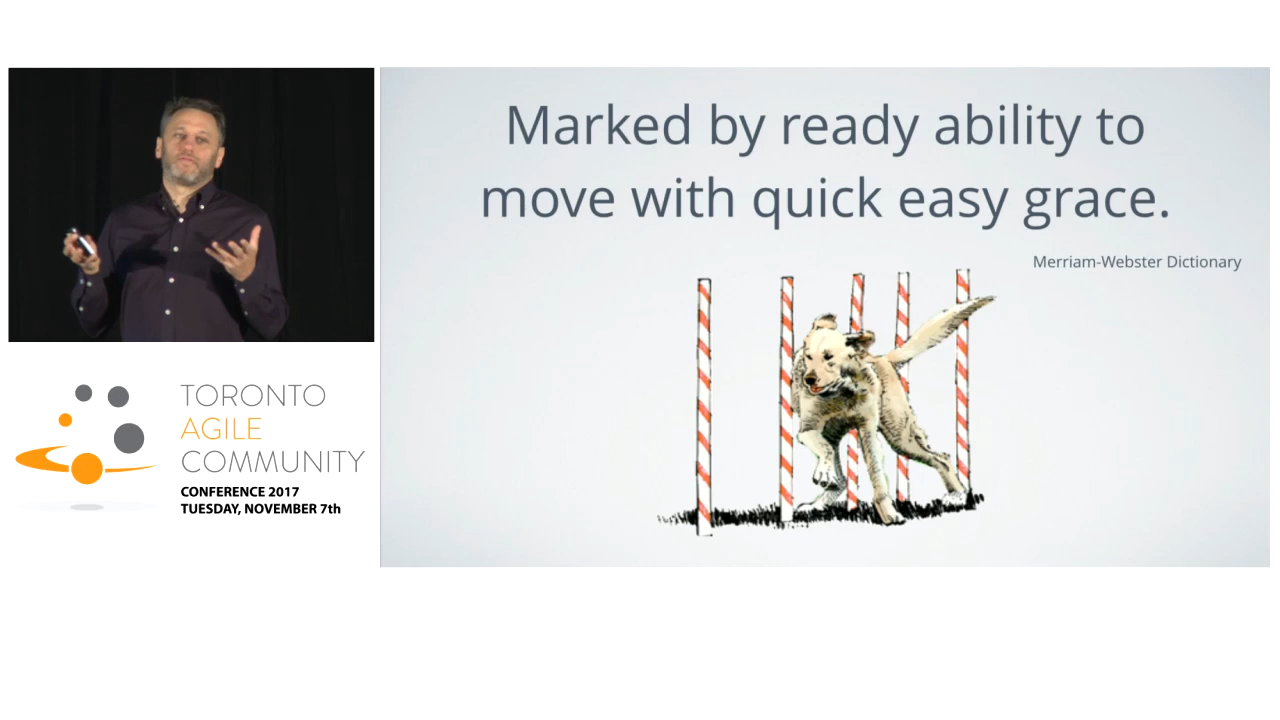 Marked by ready ability to
move with quick easy grace.
Merriam-Webster Dictionary
TORONTO
AGILE
COMMUNITY
CONFERENCE 2017
TUESDAY, NOVEMBER 7th